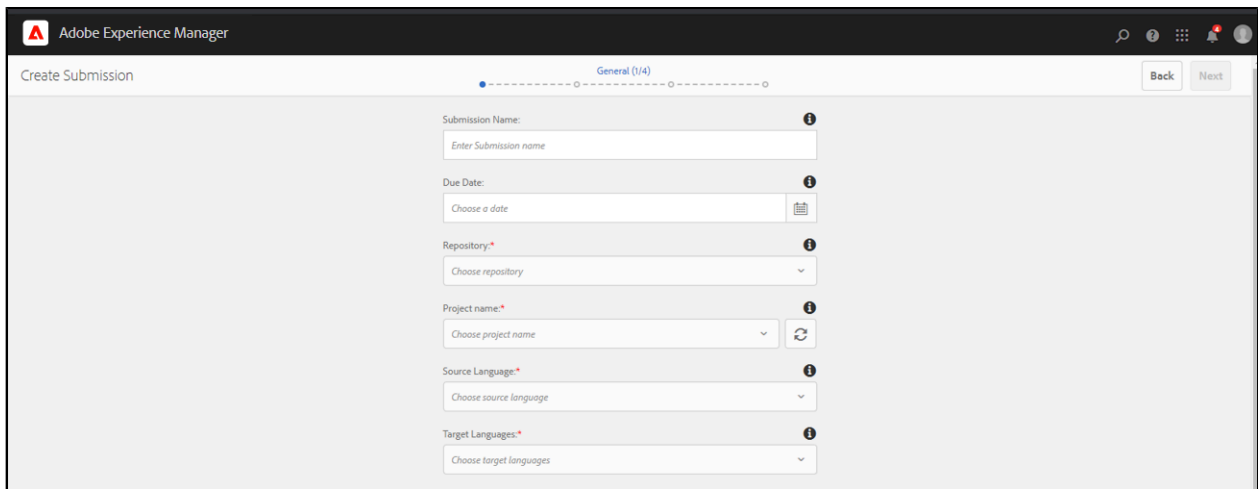 Adobe Experience Manager
Create Submission
General (1/4)
Back
Next
Submission Name:
Enter Submission name
Due Date:
Choose a date
Repository:*
Choose repository
Project name:*
Choose project name
Source Language:*
Choose source language
Target Languages:*
Choose target languages